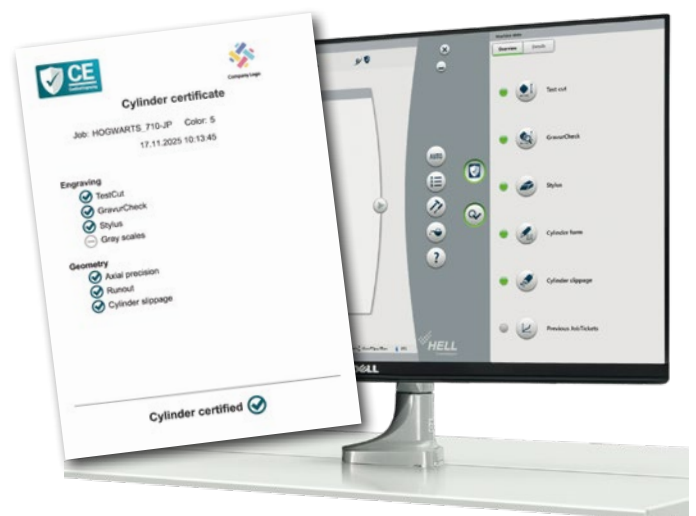 CE
Company Logo
Cylinder certificate
Job: HOGWARTS_710-JP Color: 5
17.11.2025 10:13:45
Engraving
TestCut
GravurCheck
Stylus
Gray scales
Geometry
Axial precision
Runout
Cylinder slippage
Cylinder certified
Overview
Details
Test cut
GravurCheck
Stylus
AUTO
Cylinder form
Cylinder slippage
?
Previous JobTickets
HELL
DELL